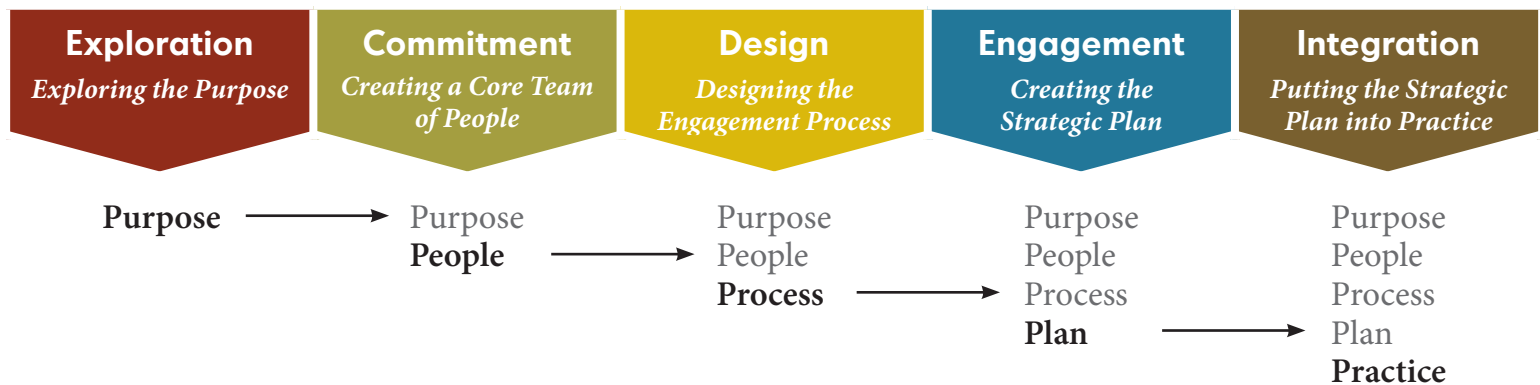 Exploration
Exploring the Purpose
Commitment
Creating a Core Team
of People
Design
Designing the
Engagement Process
Engagement
Creating the
Strategic Plan
Integration
Putting the Strategic
Plan into Practice
Purpose
Purpose
People
Purpose
People
Process
Purpose
People
Process
Plan
Purpose
People
Process
Plan
Practice